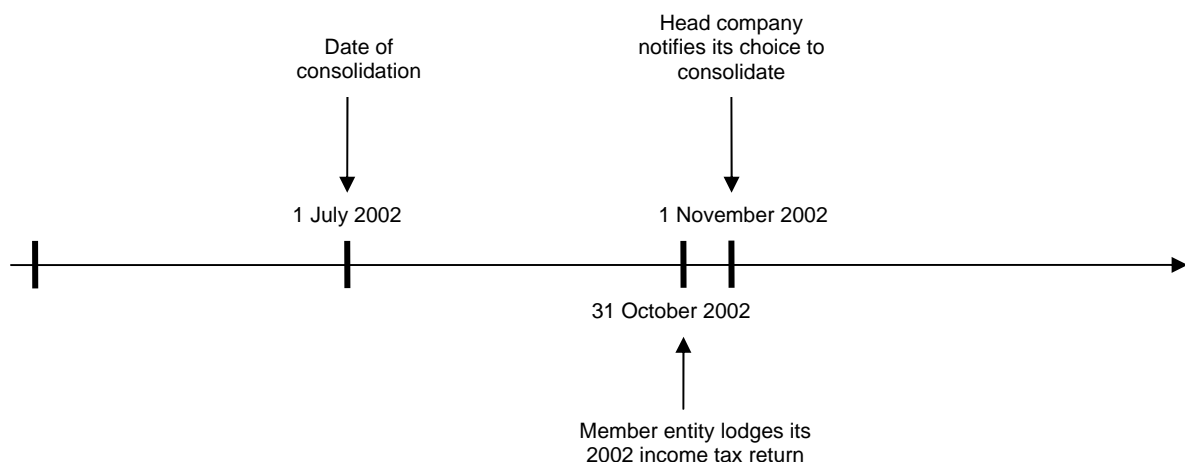 Date of
consolidation
Head company
notifies its choice to
consolidate
1 July 2002
1 November 2002
31 October 2002
Member entity lodges its
2002 income tax return